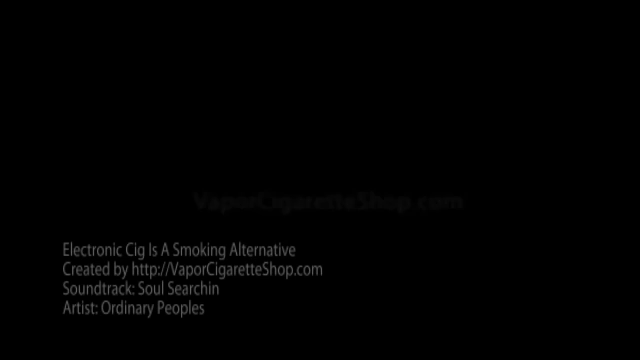 VaporCigaretteShop.com
Electronic Cig Is A Smoking Alternative
Created by http://VaporCigaretteShop.com
Soundtrack: Soul Searchin
Artist: Ordinary Peoples